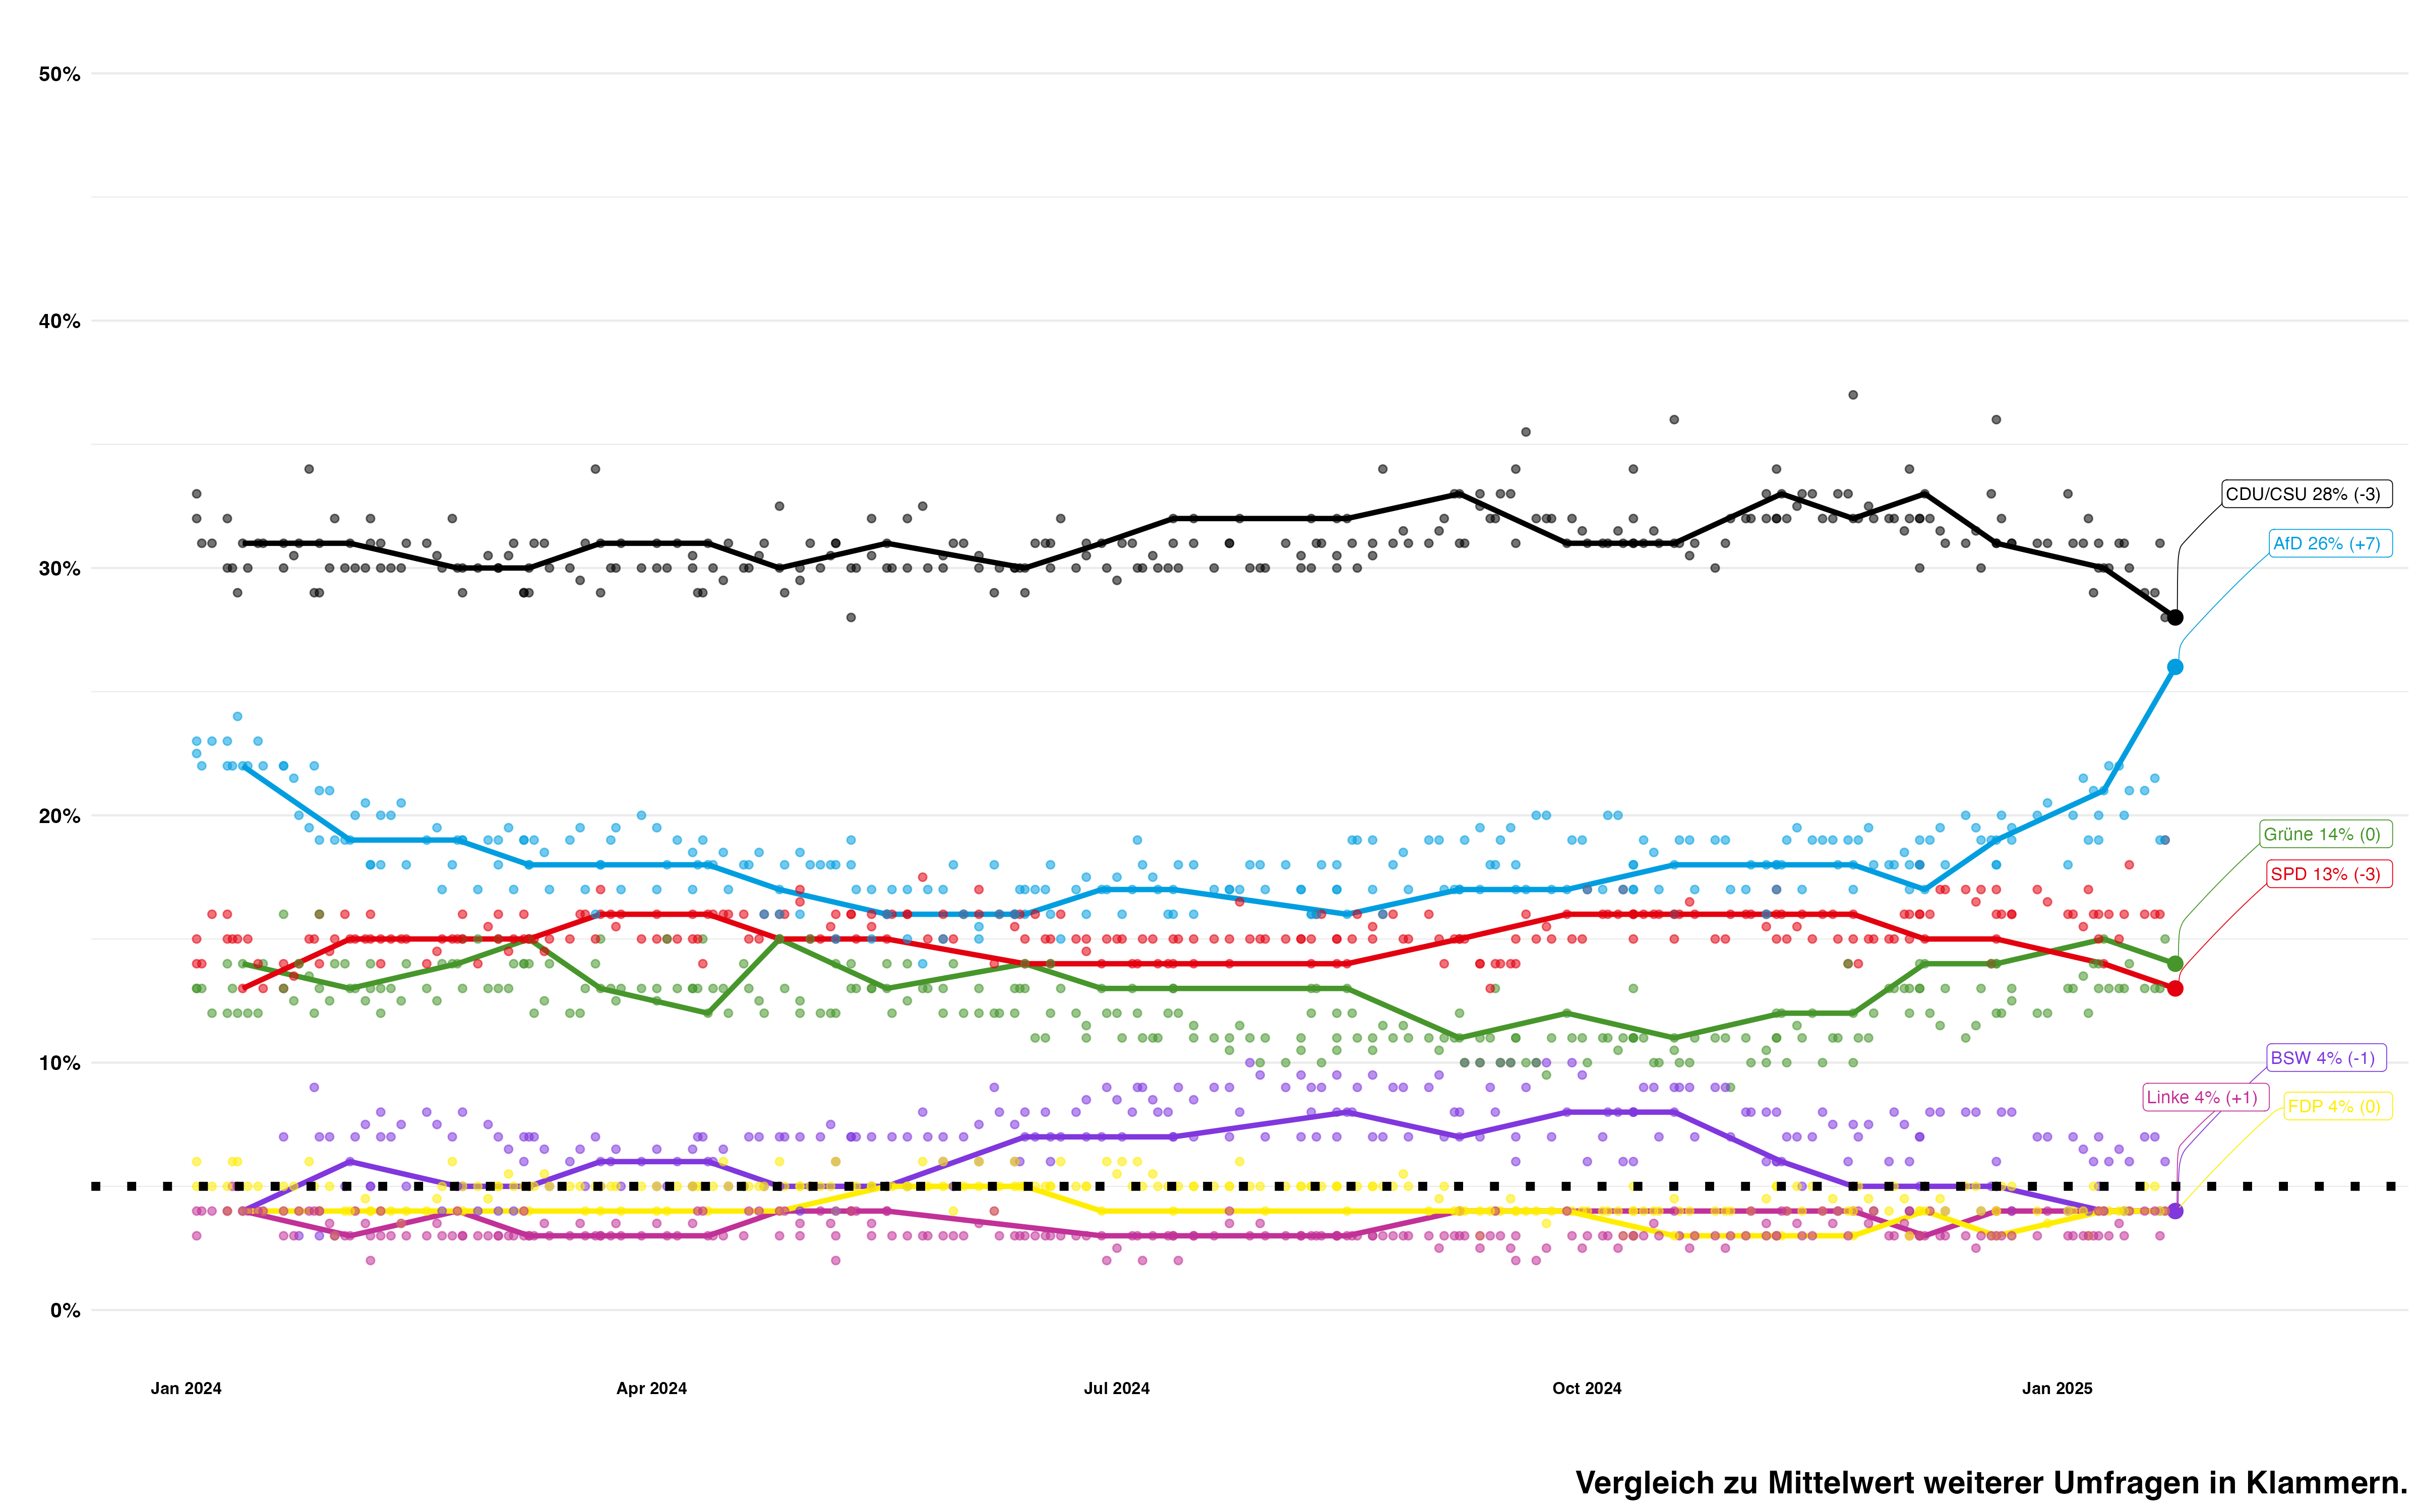 50%
40%
30%
20%
10%
0%
CDU/CSU 28% (-3)
AfD 26% (+7)
Grüne 14% (0)
SPD 13% (-3)
BSW 4% (-1)
Linke 4% (+1)
FDP 4% (0)
Jan 2024
Apr 2024
Jul 2024
Oct 2024
Jan 2025
Vergleich zu Mittelwert weiterer Umfragen in Klammern.